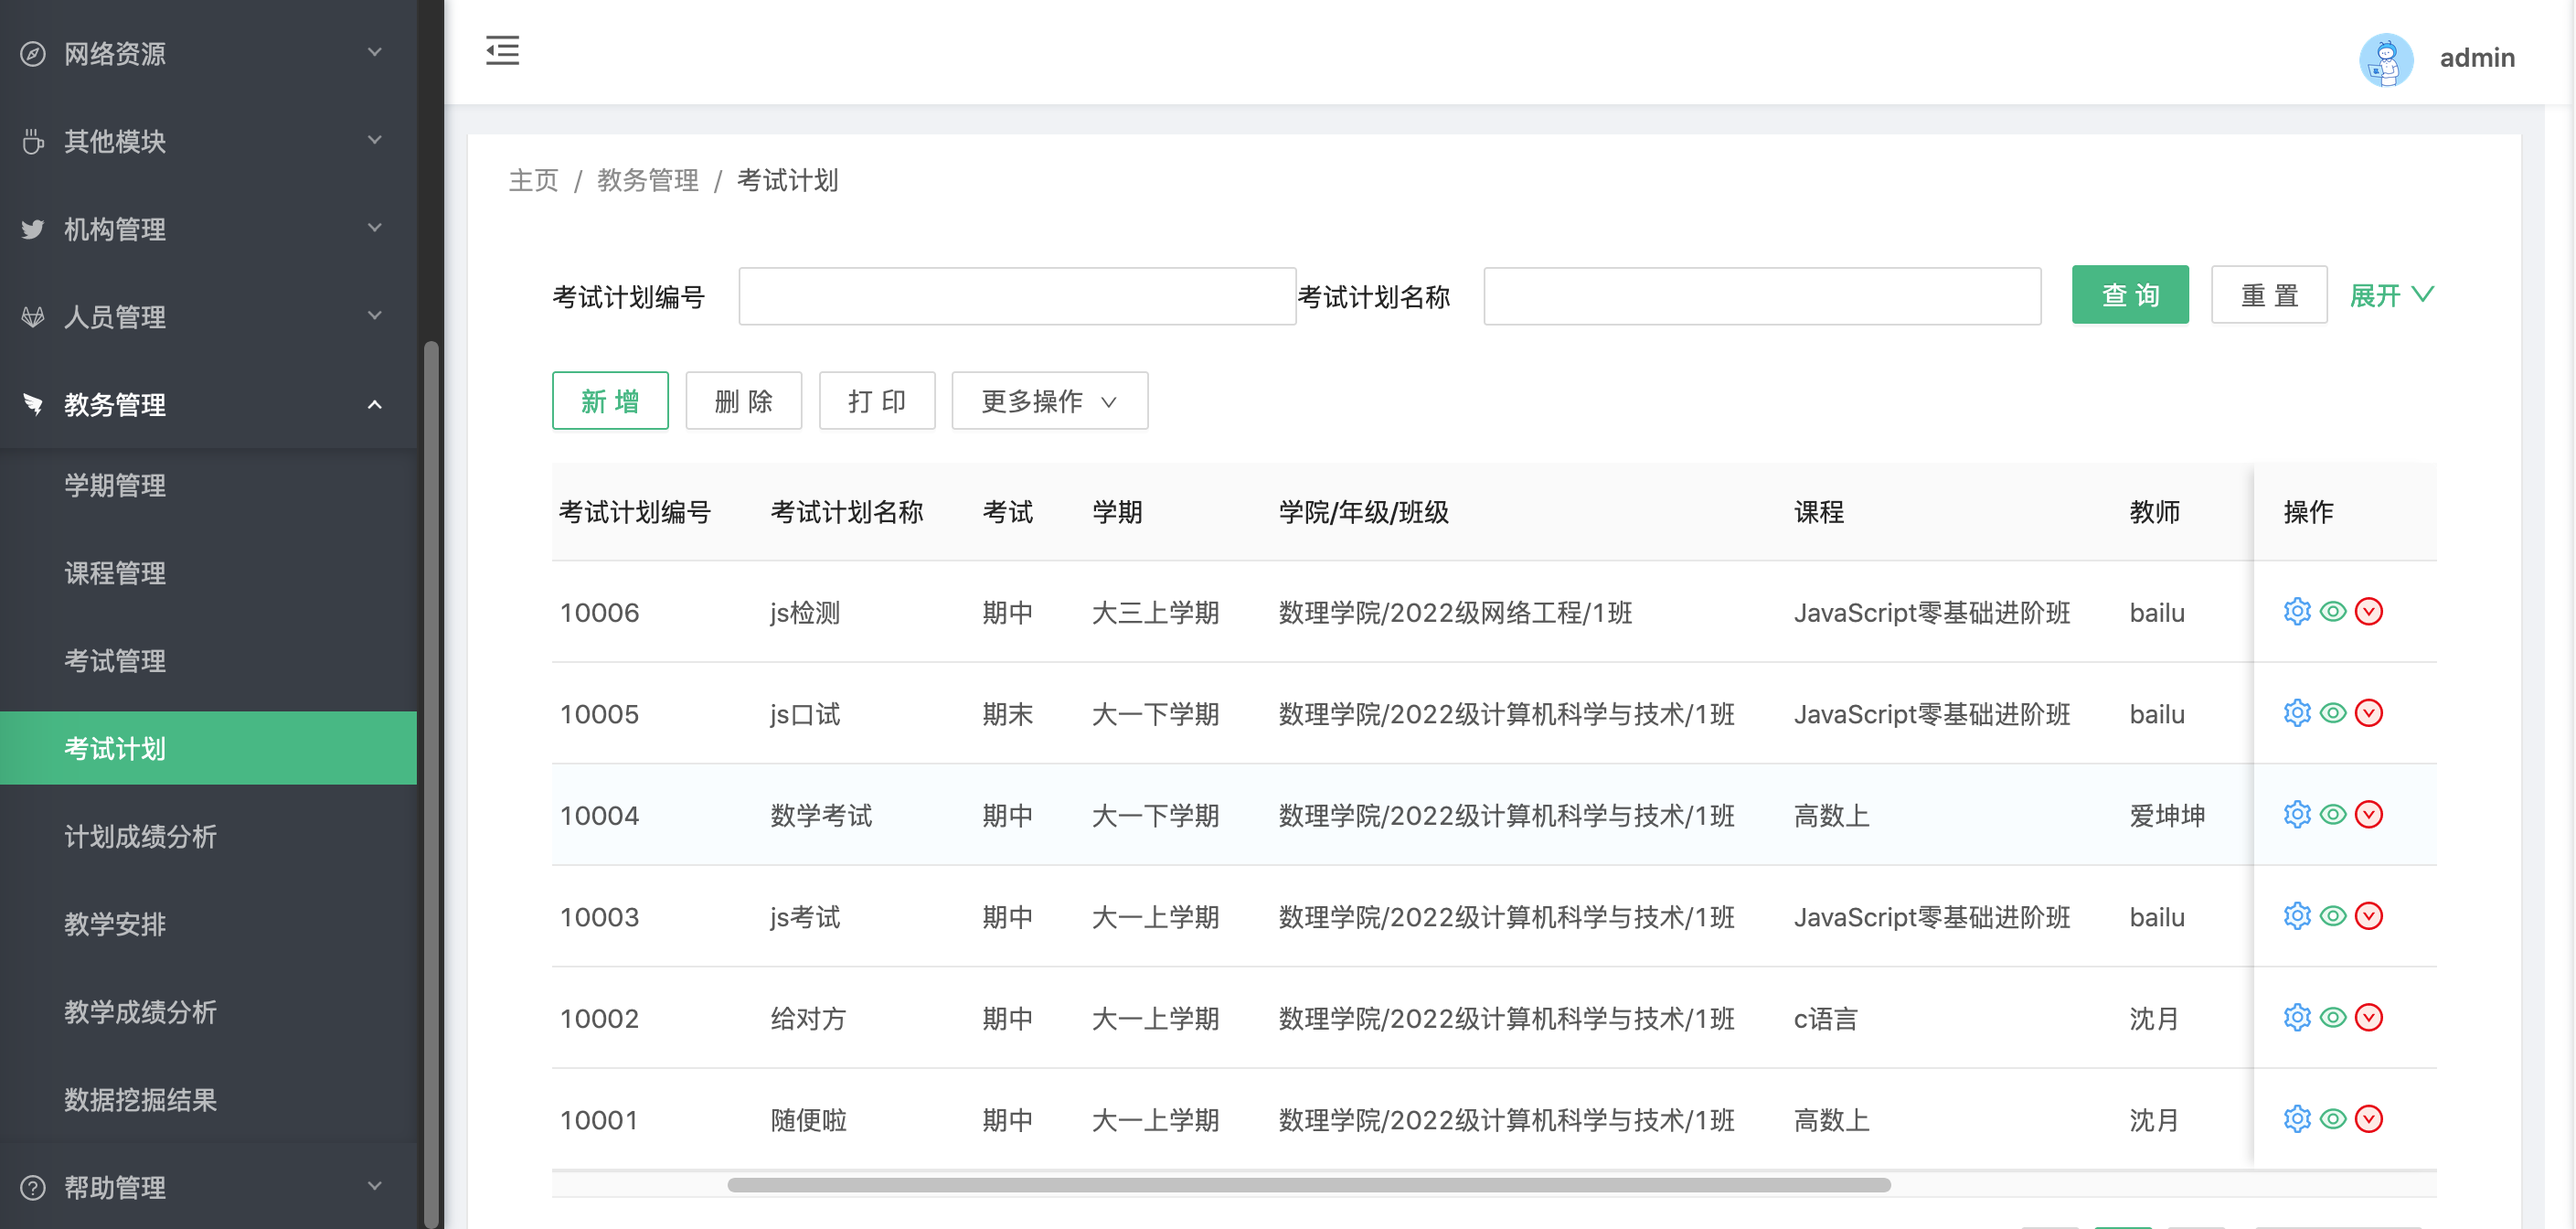 网络资源
其他模块
机构管理
人员管理
教务管理
学期管理
课程管理
考试管理
考试计划
计划成绩分析
教学安排
教学成绩分析
数据挖掘结果
帮助管理
admin
主页 / 教务管理 / 考试计划
考试计划编号 考试计划名称 查 询 重 置 展开
新 增 删 除 打 印 更多操作
考试计划编号 考试计划名称 考试 学期 学院/年级/班级 课程 教师 操作
10006 js检测 期中 大三上学期 数理学院/2022级网络工程/1班 JavaScript零基础进阶班 bailu
10005 js口试 期末 大一下学期 数理学院/2022级计算机科学与技术/1班 JavaScript零基础进阶班 bailu
10004 数学考试 期中 大一下学期 数理学院/2022级计算机科学与技术/1班 高数上 爱坤坤
10003 js考试 期中 大一上学期 数理学院/2022级计算机科学与技术/1班 JavaScript零基础进阶班 bailu
10002 给对方 期中 大一上学期 数理学院/2022级计算机科学与技术/1班 c语言 沈月
10001 随便啦 期中 大一上学期 数理学院/2022级计算机科学与技术/1班 高数上 沈月